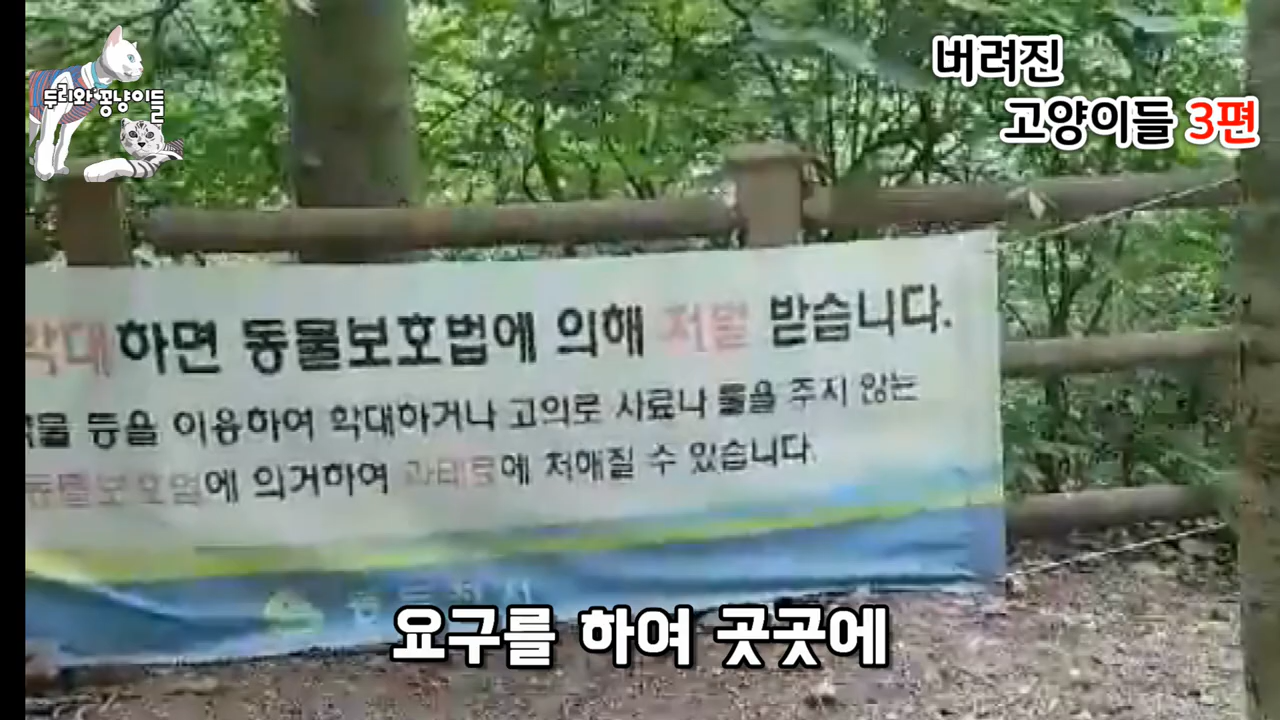 두리와 꽁냥이들
버려진
고양이들 3편
학대하면 동물보호법에 의해 처벌 받습니다.
등을 이용하여 학대하거나 고의로 사료나 물을 주지 않는
동물보호법에 의거하여 과태료에 처해질 수 있습니다.
요구를 하여 곳곳에